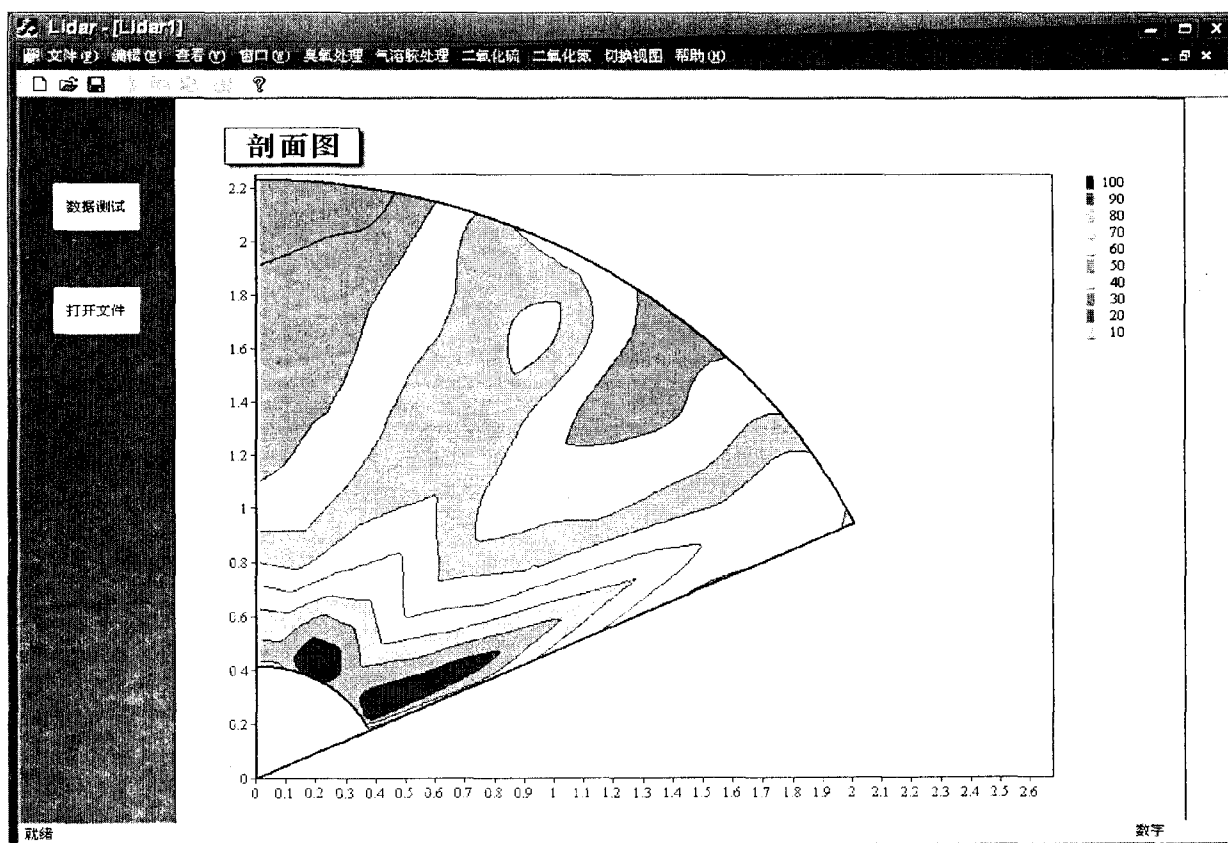 Lidar - [Lidar1]
文件(F) 编辑(E) 查看(V) 窗口(W) 臭氧处理 气溶胶处理 二氧化硫 二氧化氮 切换视图 帮助(H)
剖面图
数据测试
打开文件
2.2
2
1.8
1.6
1.4
1.2
1
0.8
0.6
0.4
0.2
0
0 0.1 0.2 0.3 0.4 0.5 0.6 0.7 0.8 0.9 1 1.1 1.2 1.3 1.4 1.5 1.6 1.7 1.8 1.9 2 2.1 2.2 2.3 2.4 2.5 2.6
100
90
80
70
60
50
40
30
20
10
就绪
数字